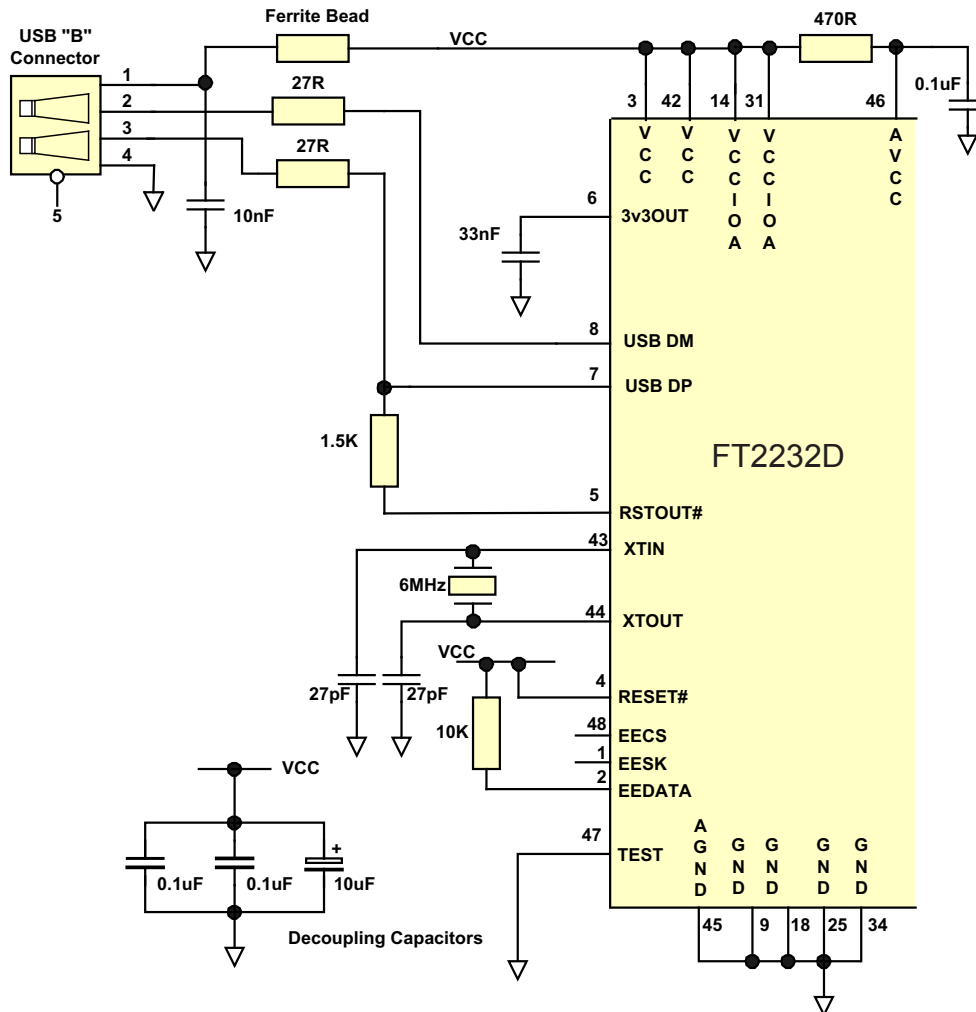 Ferrite Bead
470R
USB "B"
Connector
VCC
1
27R
2
3
42
14
31
46
0.1uF
3
27R
4
V
C
C
V
C
C
V
C
C
I
O
A
V
C
C
I
O
A
A
V
C
C
5
10nF
6
3v3OUT
33nF
8
USB DM
7
USB DP
1.5K
FT2232D
5
RSTOUT#
43
XTIN
6MHz
44
XTOUT
VCC
27pF
27pF
4
RESET#
10K
48
EECS
1
EESK
2
EEDATA
VCC
47
TEST
A
G
N
D
G
N
D
G
N
D
G
N
D
G
N
D
+
0.1uF
0.1uF
10uF
45
9
18
25
34
Decoupling Capacitors